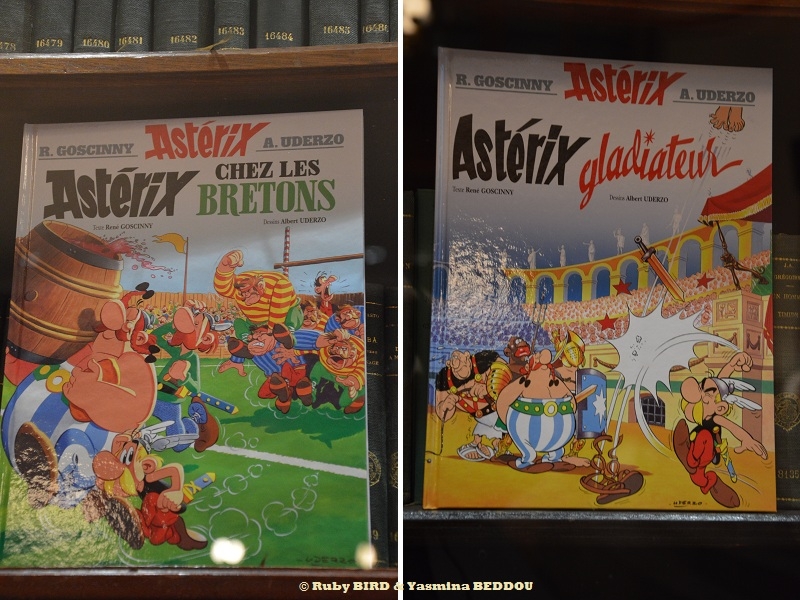 16479
16480
16481
16482
16483
16484
16485
R. GOSCINNY Astérix A. UDERZO
Astérix CHEZ LES
BRETONS
Texte René GOSCINNY
Dessins Albert UDERZO
UDERZO
R. GOSCINNY Astérix A. UDERZO
Astérix gladiateur
Texte René GOSCINNY
Dessins Albert UDERZO
UDERZO
© Ruby BIRD & Yasmina BEDDOU